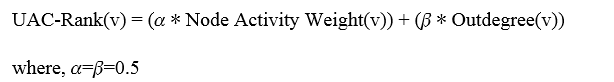 UAC-Rank(v) = (α * Node Activity Weight(v)) + (β * Outdegree(v))
where, α=β=0.5